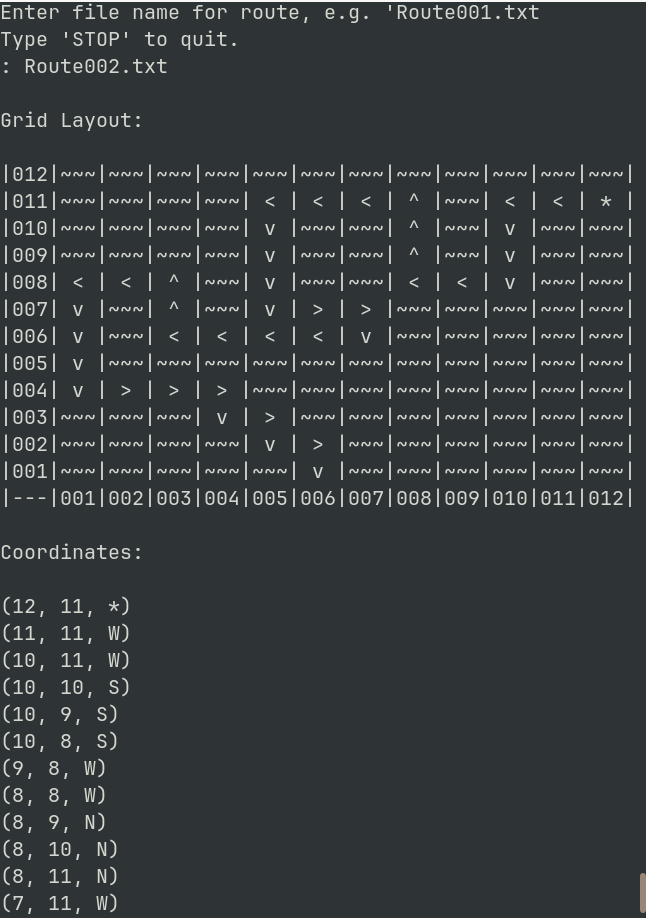 Enter file name for route, e.g. 'Route001.txt
Type 'STOP' to quit.
: Route002.txt
Grid Layout:
|012|~~~|~~~|~~~|~~~|~~~|~~~|~~~|~~~|~~~|~~~|~~~|~~~|
|011|~~~|~~~|~~~|~~~| < | < | < | ^ |~~~| < | < | * |
|010|~~~|~~~|~~~|~~~| v |~~~|~~~| ^ |~~~| v |~~~|~~~|
|009|~~~|~~~|~~~|~~~| v |~~~|~~~| ^ |~~~| v |~~~|~~~|
|008| < | < | ^ |~~~| v |~~~|~~~| < | < | v |~~~|~~~|
|007| v |~~~| ^ |~~~| v | > | > |~~~|~~~|~~~|~~~|~~~|
|006| v |~~~| < | < | < | < | v |~~~|~~~|~~~|~~~|~~~|
|005| v |~~~|~~~|~~~|~~~|~~~|~~~|~~~|~~~|~~~|~~~|~~~|
|004| v | > | > | > |~~~|~~~|~~~|~~~|~~~|~~~|~~~|~~~|
|003|~~~|~~~|~~~| v | > |~~~|~~~|~~~|~~~|~~~|~~~|~~~|
|002|~~~|~~~|~~~|~~~| v | > |~~~|~~~|~~~|~~~|~~~|~~~|
|001|~~~|~~~|~~~|~~~|~~~| v |~~~|~~~|~~~|~~~|~~~|~~~|
|---|001|002|003|004|005|006|007|008|009|010|011|012|
Coordinates:
(12, 11, *)
(11, 11, W)
(10, 11, W)
(10, 10, S)
(10, 9, S)
(10, 8, S)
(9, 8, W)
(8, 8, W)
(8, 9, N)
(8, 10, N)
(8, 11, N)
(7, 11, W)